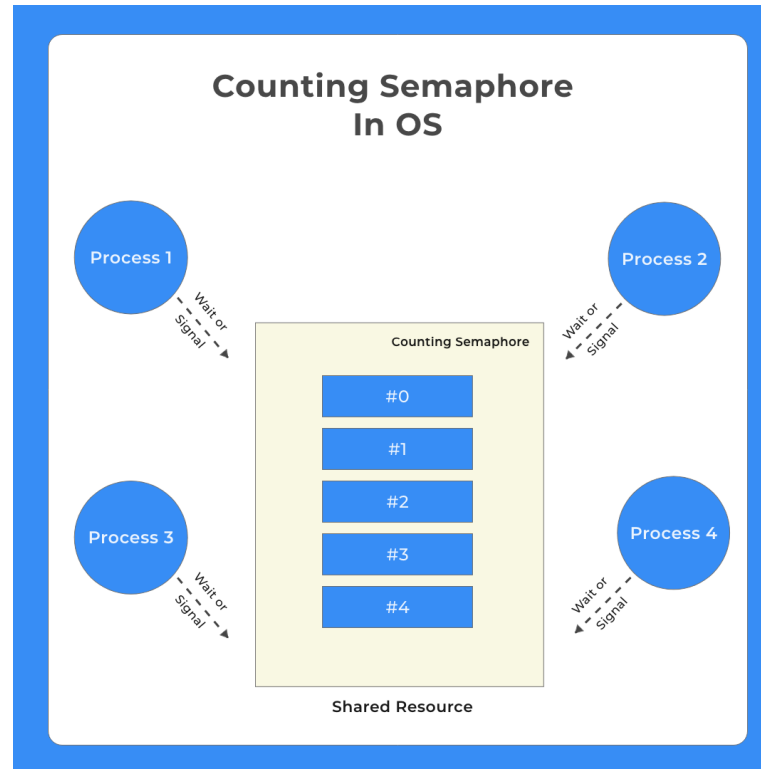 Counting Semaphore
In OS
Process 1
Process 2
Wait or
Signal
Wait or
Signal
Counting Semaphore
#0
#1
#2
#3
#4
Process 3
Process 4
Wait or
Signal
Wait or
Signal
Shared Resource